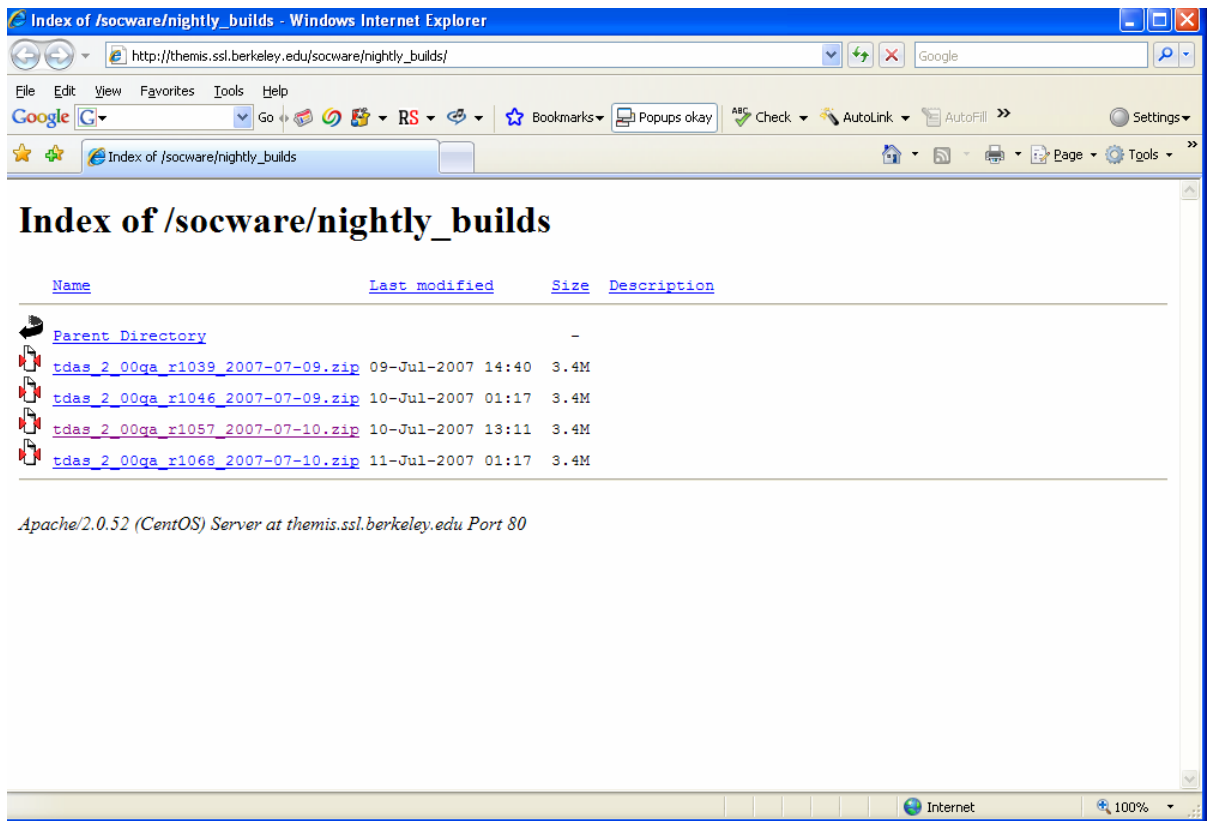 Index of /socware/nightly_builds - Windows Internet Explorer
http://themis.ssl.berkeley.edu/socware/nightly_builds/ Google
File Edit View Favorites Tools Help
Google G Go RS Bookmarks Popups okay ABC Check AutoLink AutoFill Settings
Index of /socware/nightly_builds Page Tools
Index of /socware/nightly_builds
Name Last modified Size Description
Parent Directory -
tdas_2_00qa_r1039_2007-07-09.zip 09-Jul-2007 14:40 3.4M
tdas_2_00qa_r1046_2007-07-09.zip 10-Jul-2007 01:17 3.4M
tdas_2_00qa_r1057_2007-07-10.zip 10-Jul-2007 13:11 3.4M
tdas_2_00qa_r1068_2007-07-10.zip 11-Jul-2007 01:17 3.4M
Apache/2.0.52 (CentOS) Server at themis.ssl.berkeley.edu Port 80
Internet 100%